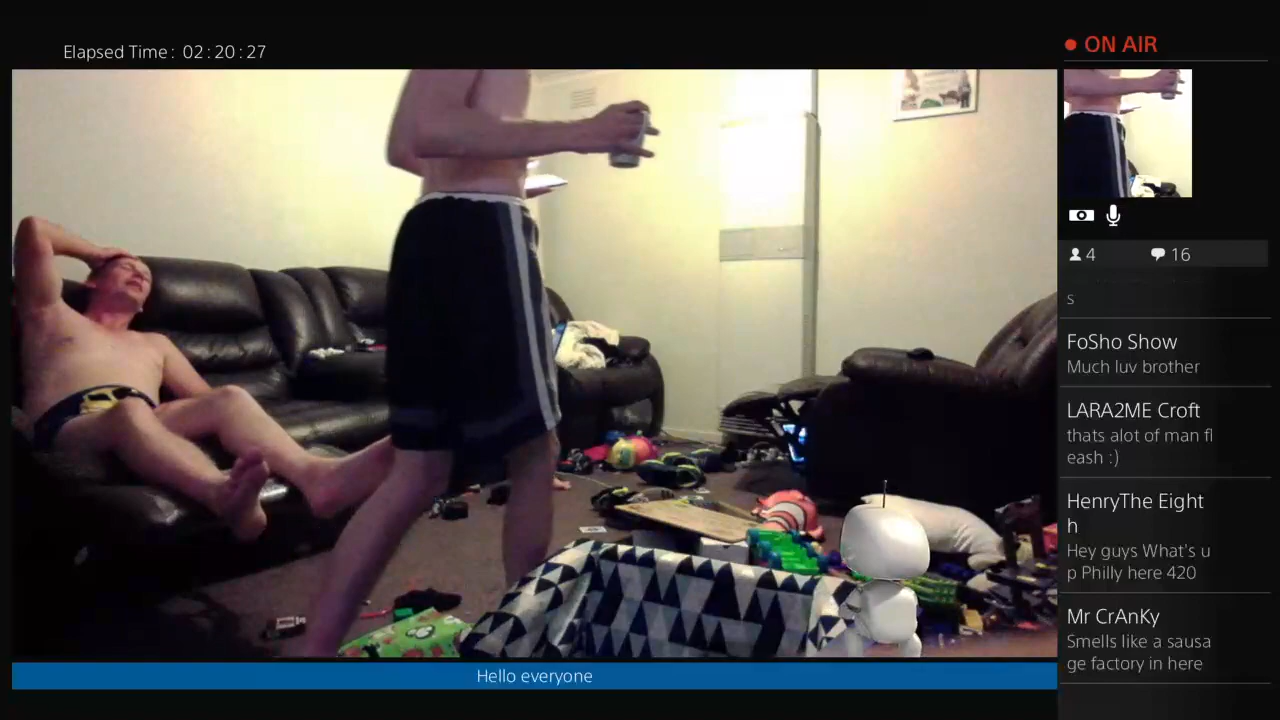 Elapsed Time: 02:20:27
ON AIR
4
16
s
FoSho Show
Much luv brother
LARA2ME Croft
thats alot of man fl
eash :)
HenryThe Eight
h
Hey guys What's u
p Philly here 420
Mr CrAnKy
Smells like a sausa
ge factory in here
Hello everyone